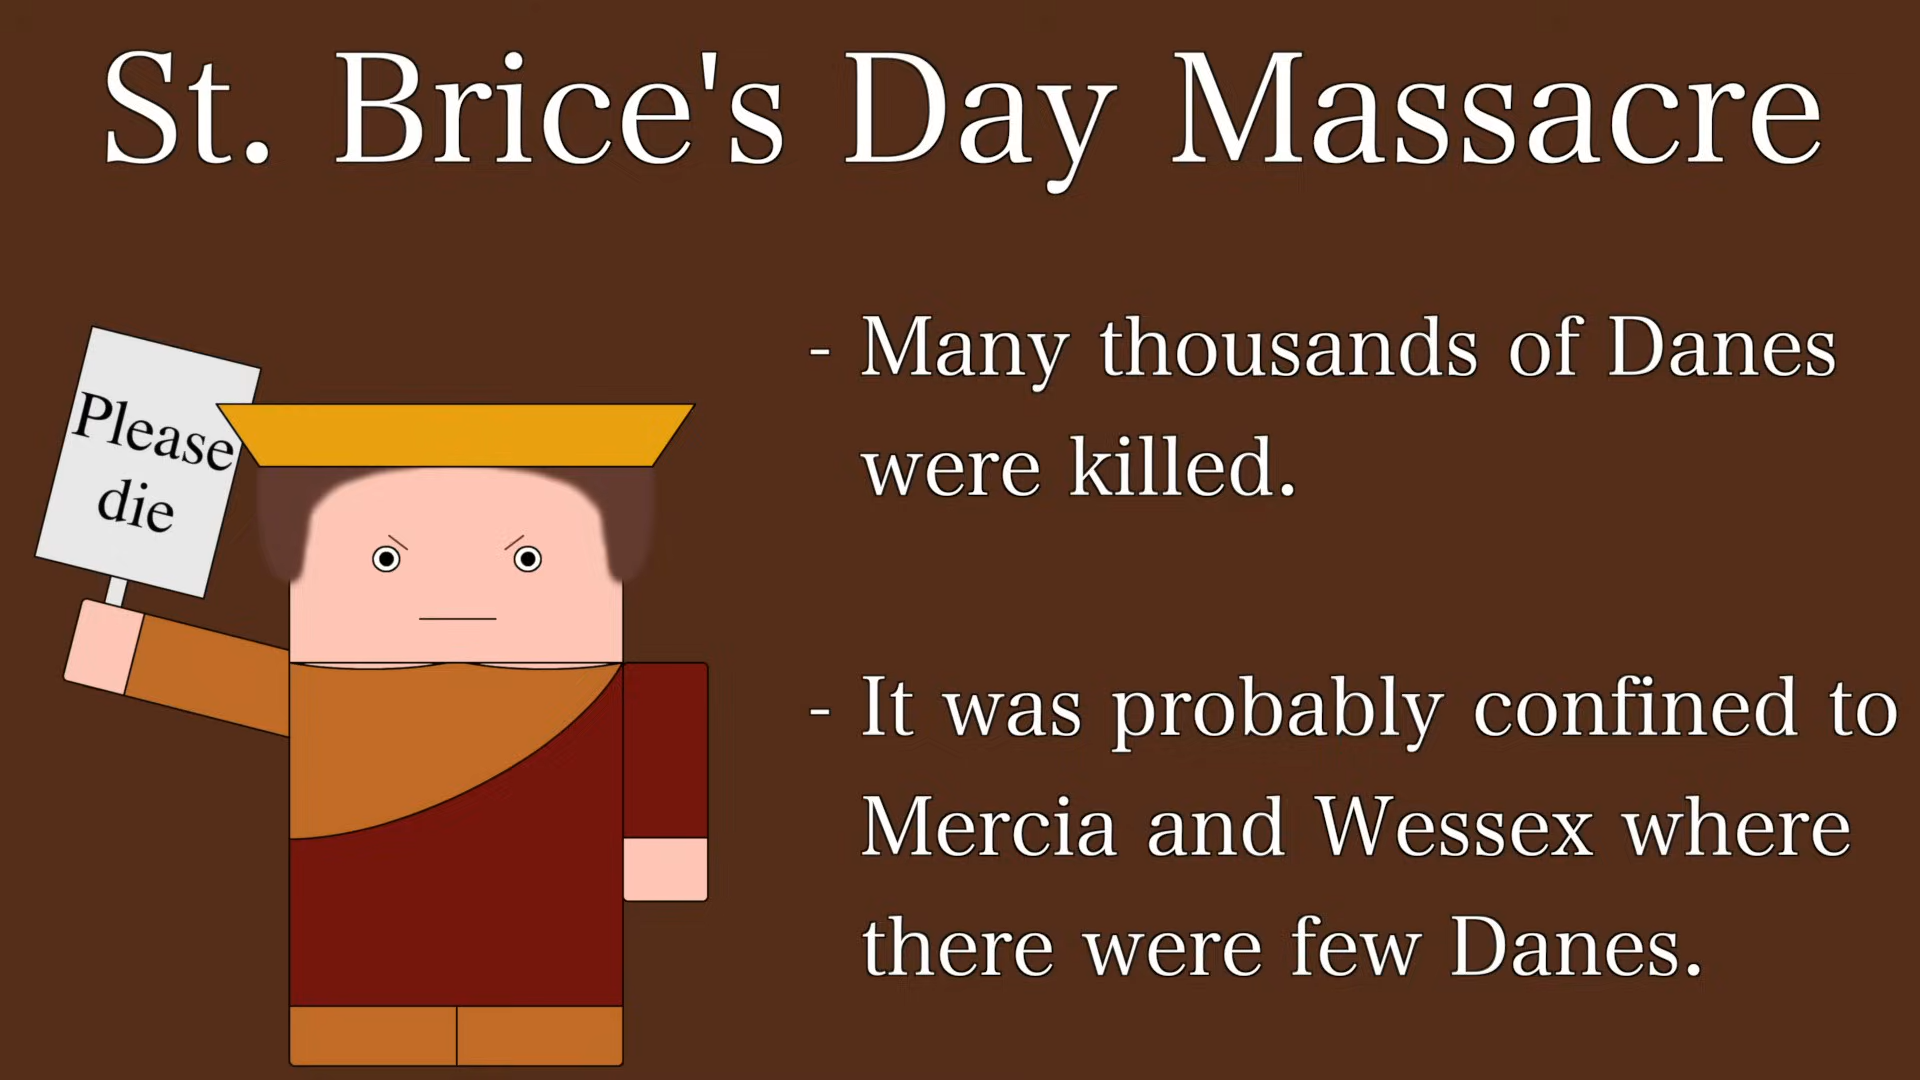 St. Brice's Day Massacre
Please
die
- Many thousands of Danes
were killed.
- It was probably confined to
Mercia and Wessex where
there were few Danes.